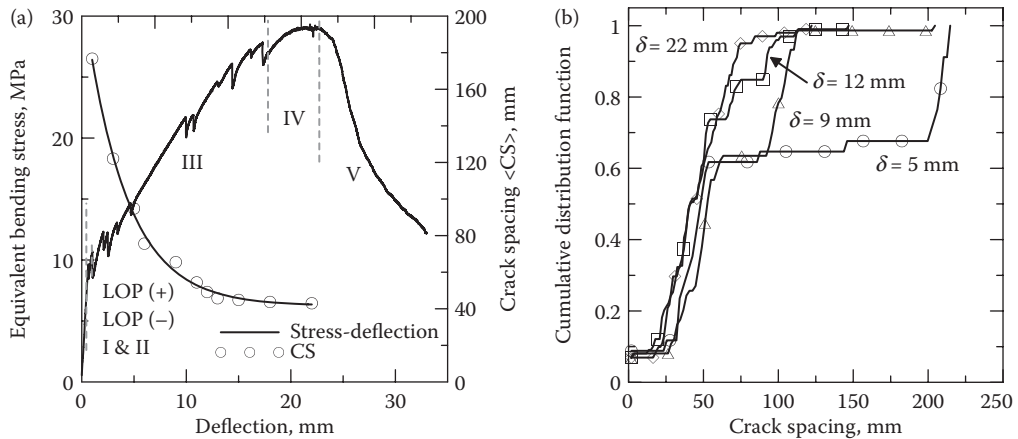 (a)
30
25
20
10
0
Equivalent bending stress, MPa
III
IV
V
LOP (+)
LOP (−)
I & II
Stress-deflection
CS
0
10
20
30
Deflection, mm
200
160
120
80
40
0
Crack spacing <CS>, mm
(b)
1
0.8
0.6
0.4
0.2
0
Cumulative distribution function
δ = 22 mm
δ = 12 mm
δ = 9 mm
δ = 5 mm
0
50
100
150
200
250
Crack spacing, mm